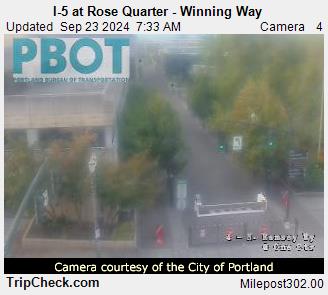 I-5 at Rose Quarter - Winning Way
Updated Sep 23 2024 7:33 AM Camera 4
PBOT
PORTLAND BUREAU OF TRANSPORTATION
Camera courtesy of the City of Portland
TripCheck.com Milepost302.00